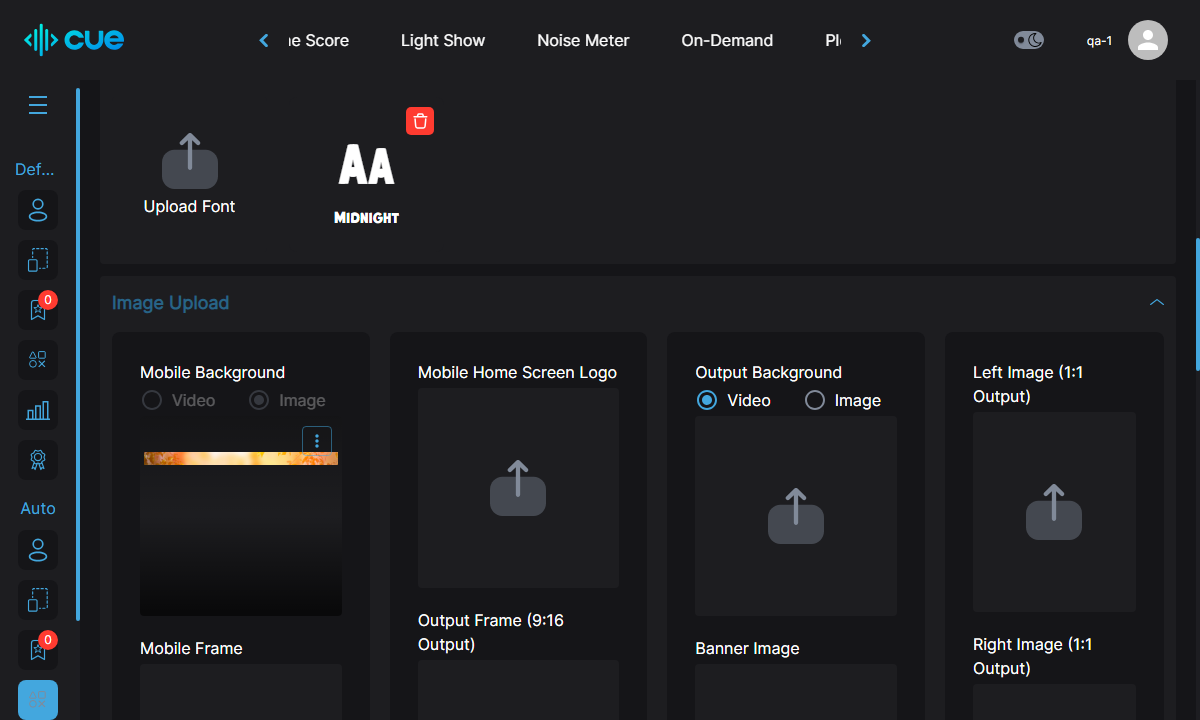 cue
ne Score
Light Show
Noise Meter
On-Demand
qa-1
Def...
0
Auto
0
Upload Font
AA
MIDNIGHT
Image Upload
Mobile Background
Video
Image
Mobile Frame
Mobile Home Screen Logo
Output Frame (9:16
Output)
Output Background
Video
Image
Banner Image
Left Image (1:1
Output)
Right Image (1:1
Output)